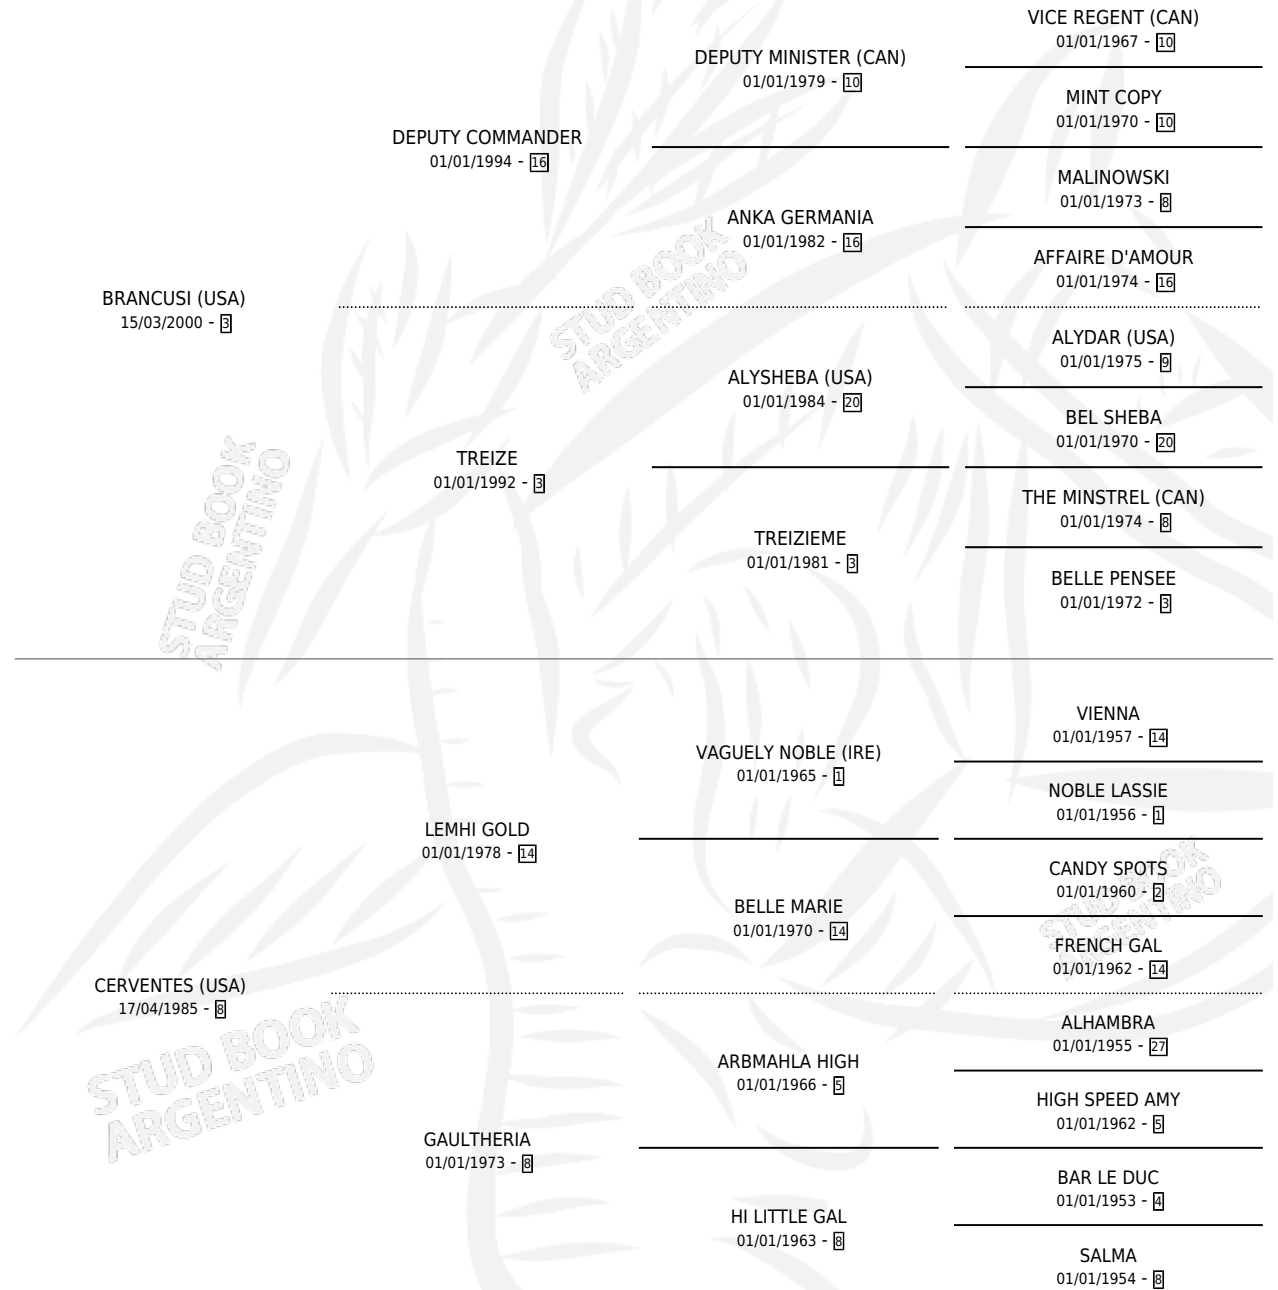 VICE REGENT (CAN)
01/01/1967 - 10
DEPUTY MINISTER (CAN)
01/01/1979 - 10
MINT COPY
01/01/1970 - 10
DEPUTY COMMANDER
01/01/1994 - 16
MALINOWSKI
01/01/1973 - 8
ANKA GERMANIA
01/01/1982 - 16
AFFAIRE D'AMOUR
01/01/1974 - 16
BRANCUSI (USA)
15/03/2000 - 3
ALYDAR (USA)
01/01/1975 - 9
ALYSHEBA (USA)
01/01/1984 - 20
BEL SHEBA
01/01/1970 - 20
TREIZE
01/01/1992 - 3
THE MINSTREL (CAN)
01/01/1974 - 8
TREIZIEME
01/01/1981 - 3
BELLE PENSEE
01/01/1972 - 3
VIENNA
01/01/1957 - 14
VAGUELY NOBLE (IRE)
01/01/1965 - 1
NOBLE LASSIE
01/01/1956 - 1
LEMHI GOLD
01/01/1978 - 14
CANDY SPOTS
01/01/1960 - 2
BELLE MARIE
01/01/1970 - 14
FRENCH GAL
01/01/1962 - 14
CERVENTES (USA)
17/04/1985 - 8
ALHAMBRA
01/01/1955 - 27
ARBMAHLA HIGH
01/01/1966 - 5
HIGH SPEED AMY
01/01/1962 - 5
GAULTHERIA
01/01/1973 - 8
BAR LE DUC
01/01/1953 - 4
HI LITTLE GAL
01/01/1963 - 8
SALMA
01/01/1954 - 8
STUD BOOK
ARGENTINO
STUD BOOK
ARGENTINO
STUD BOOK
ARGENTINO
STUD BOOK
ARGENTINO